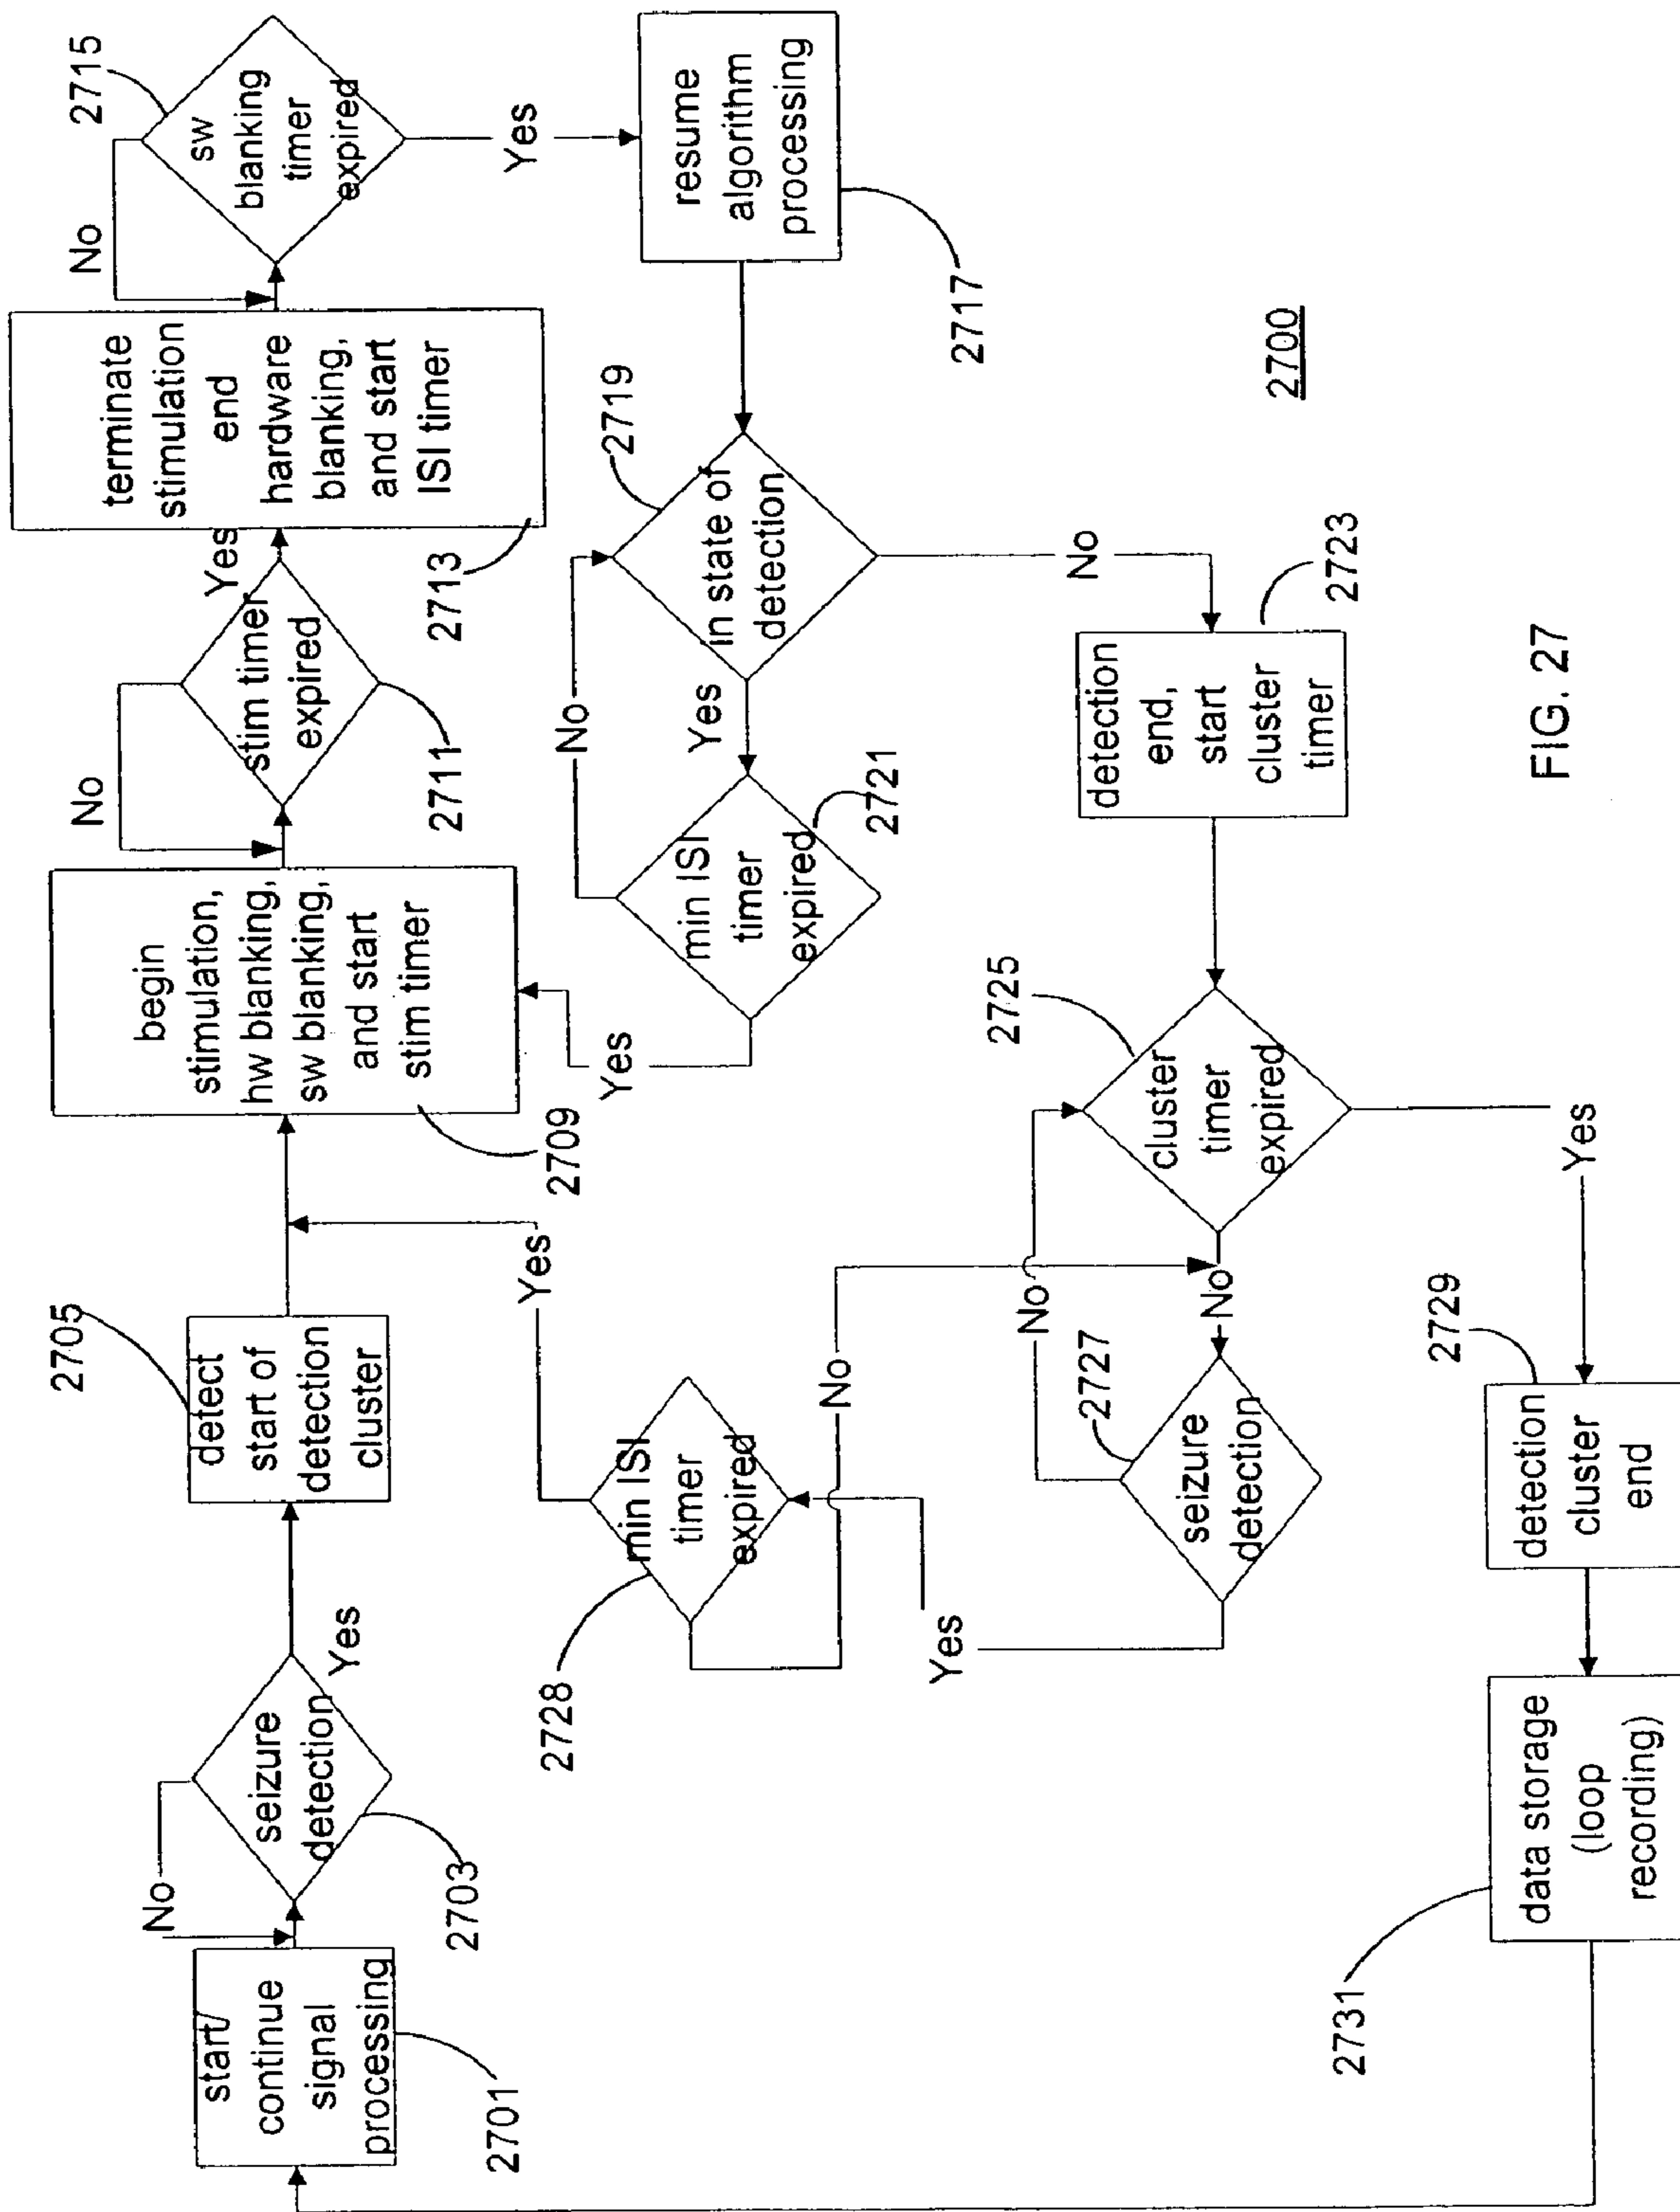 start/
continue
signal
processing
2701
No
seizure
detection
2703
Yes
detect
start of
detection
cluster
2705
begin
stimulation,
hw blanking,
sw blanking,
and start
stim timer
2709
No
stim timer
expired
2711
Yes
terminate
stimulation
end
hardware
blanking,
and start
ISI timer
2713
No
sw
blanking
timer
expired
2715
Yes
resume
algorithm
processing
2717
in state of
detection
2719
Yes
No
min ISI
timer
expired
2721
No
Yes
detection
end,
start
cluster
timer
2723
cluster
timer
expired
2725
No
Yes
seizure
detection
2727
No
Yes
min ISI
timer
expired
2728
Yes
No
detection
cluster
end
2729
data storage
(loop
recording)
2731
2700
FIG. 27